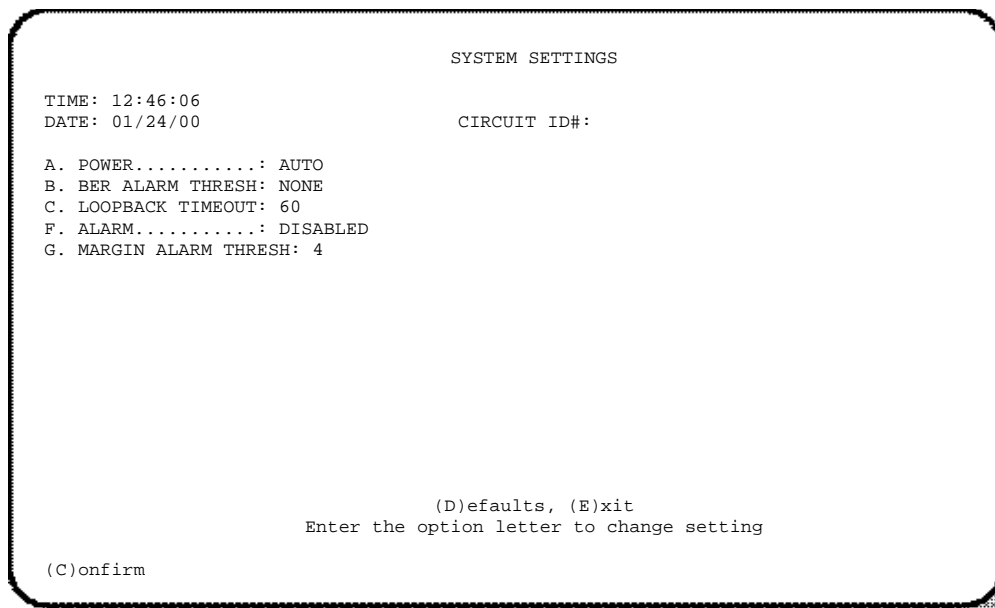 SYSTEM SETTINGS
TIME: 12:46:06
DATE: 01/24/00 CIRCUIT ID#:
A. POWER...........: AUTO
B. BER ALARM THRESH: NONE
C. LOOPBACK TIMEOUT: 60
F. ALARM...........: DISABLED
G. MARGIN ALARM THRESH: 4
(D)efaults, (E)xit
Enter the option letter to change setting
(C)onfirm